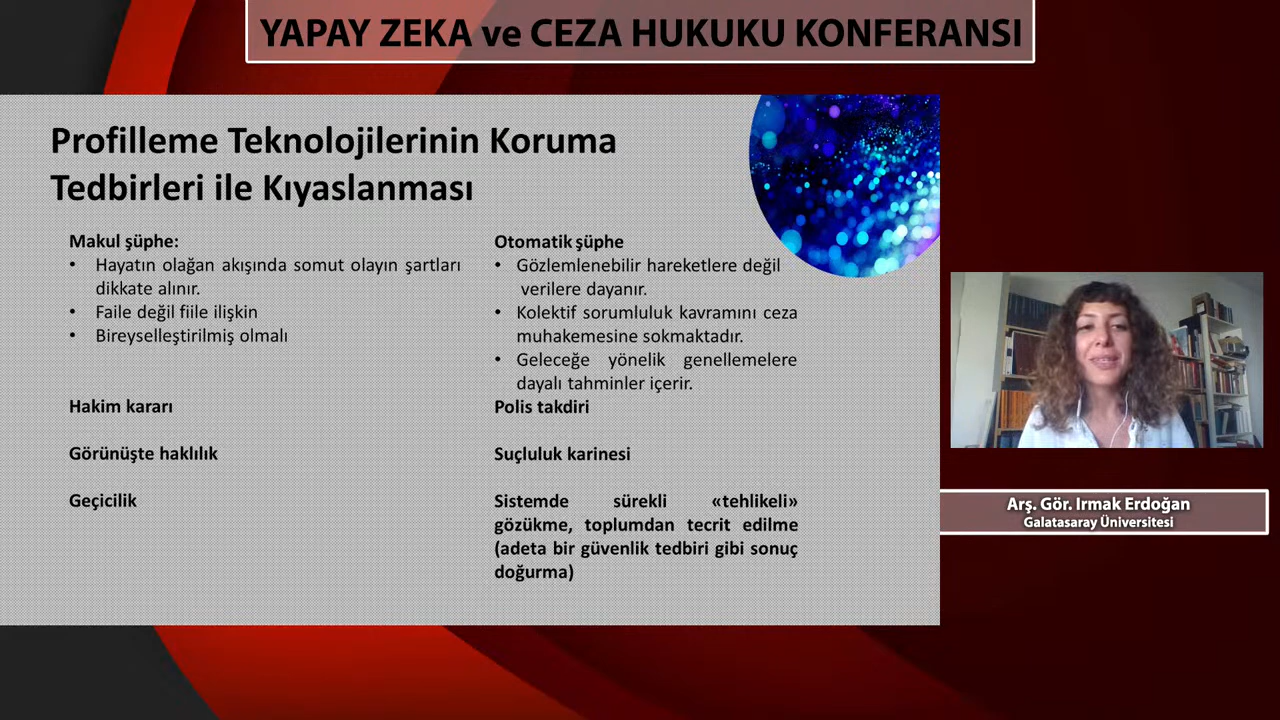 YAPAY ZEKA ve CEZA HUKUKU KONFERANSI
Profilleme Teknolojilerinin Koruma
Tedbirleri ile Kıyaslanması
Makul şüphe:
• Hayatın olağan akışında somut olayın şartları
dikkate alınır.
• Faile değil fiile ilişkin
• Bireyselleştirilmiş olmalı
Hakim kararı
Görünüşte haklılık
Geçicilik
Otomatik şüphe
• Gözlemlenebilir hareketlere değil
verilere dayanır.
• Kolektif sorumluluk kavramını ceza
muhakemesine sokmaktadır.
• Geleceğe yönelik genellemelere
dayalı tahminler içerir.
Polis takdiri
Suçluluk karinesi
Sistemde sürekli «tehlikeli»
gözükme, toplumdan tecrit edilme
(adeta bir güvenlik tedbiri gibi sonuç
doğurma)
Arş. Gör. Irmak Erdoğan
Galatasaray Üniversitesi